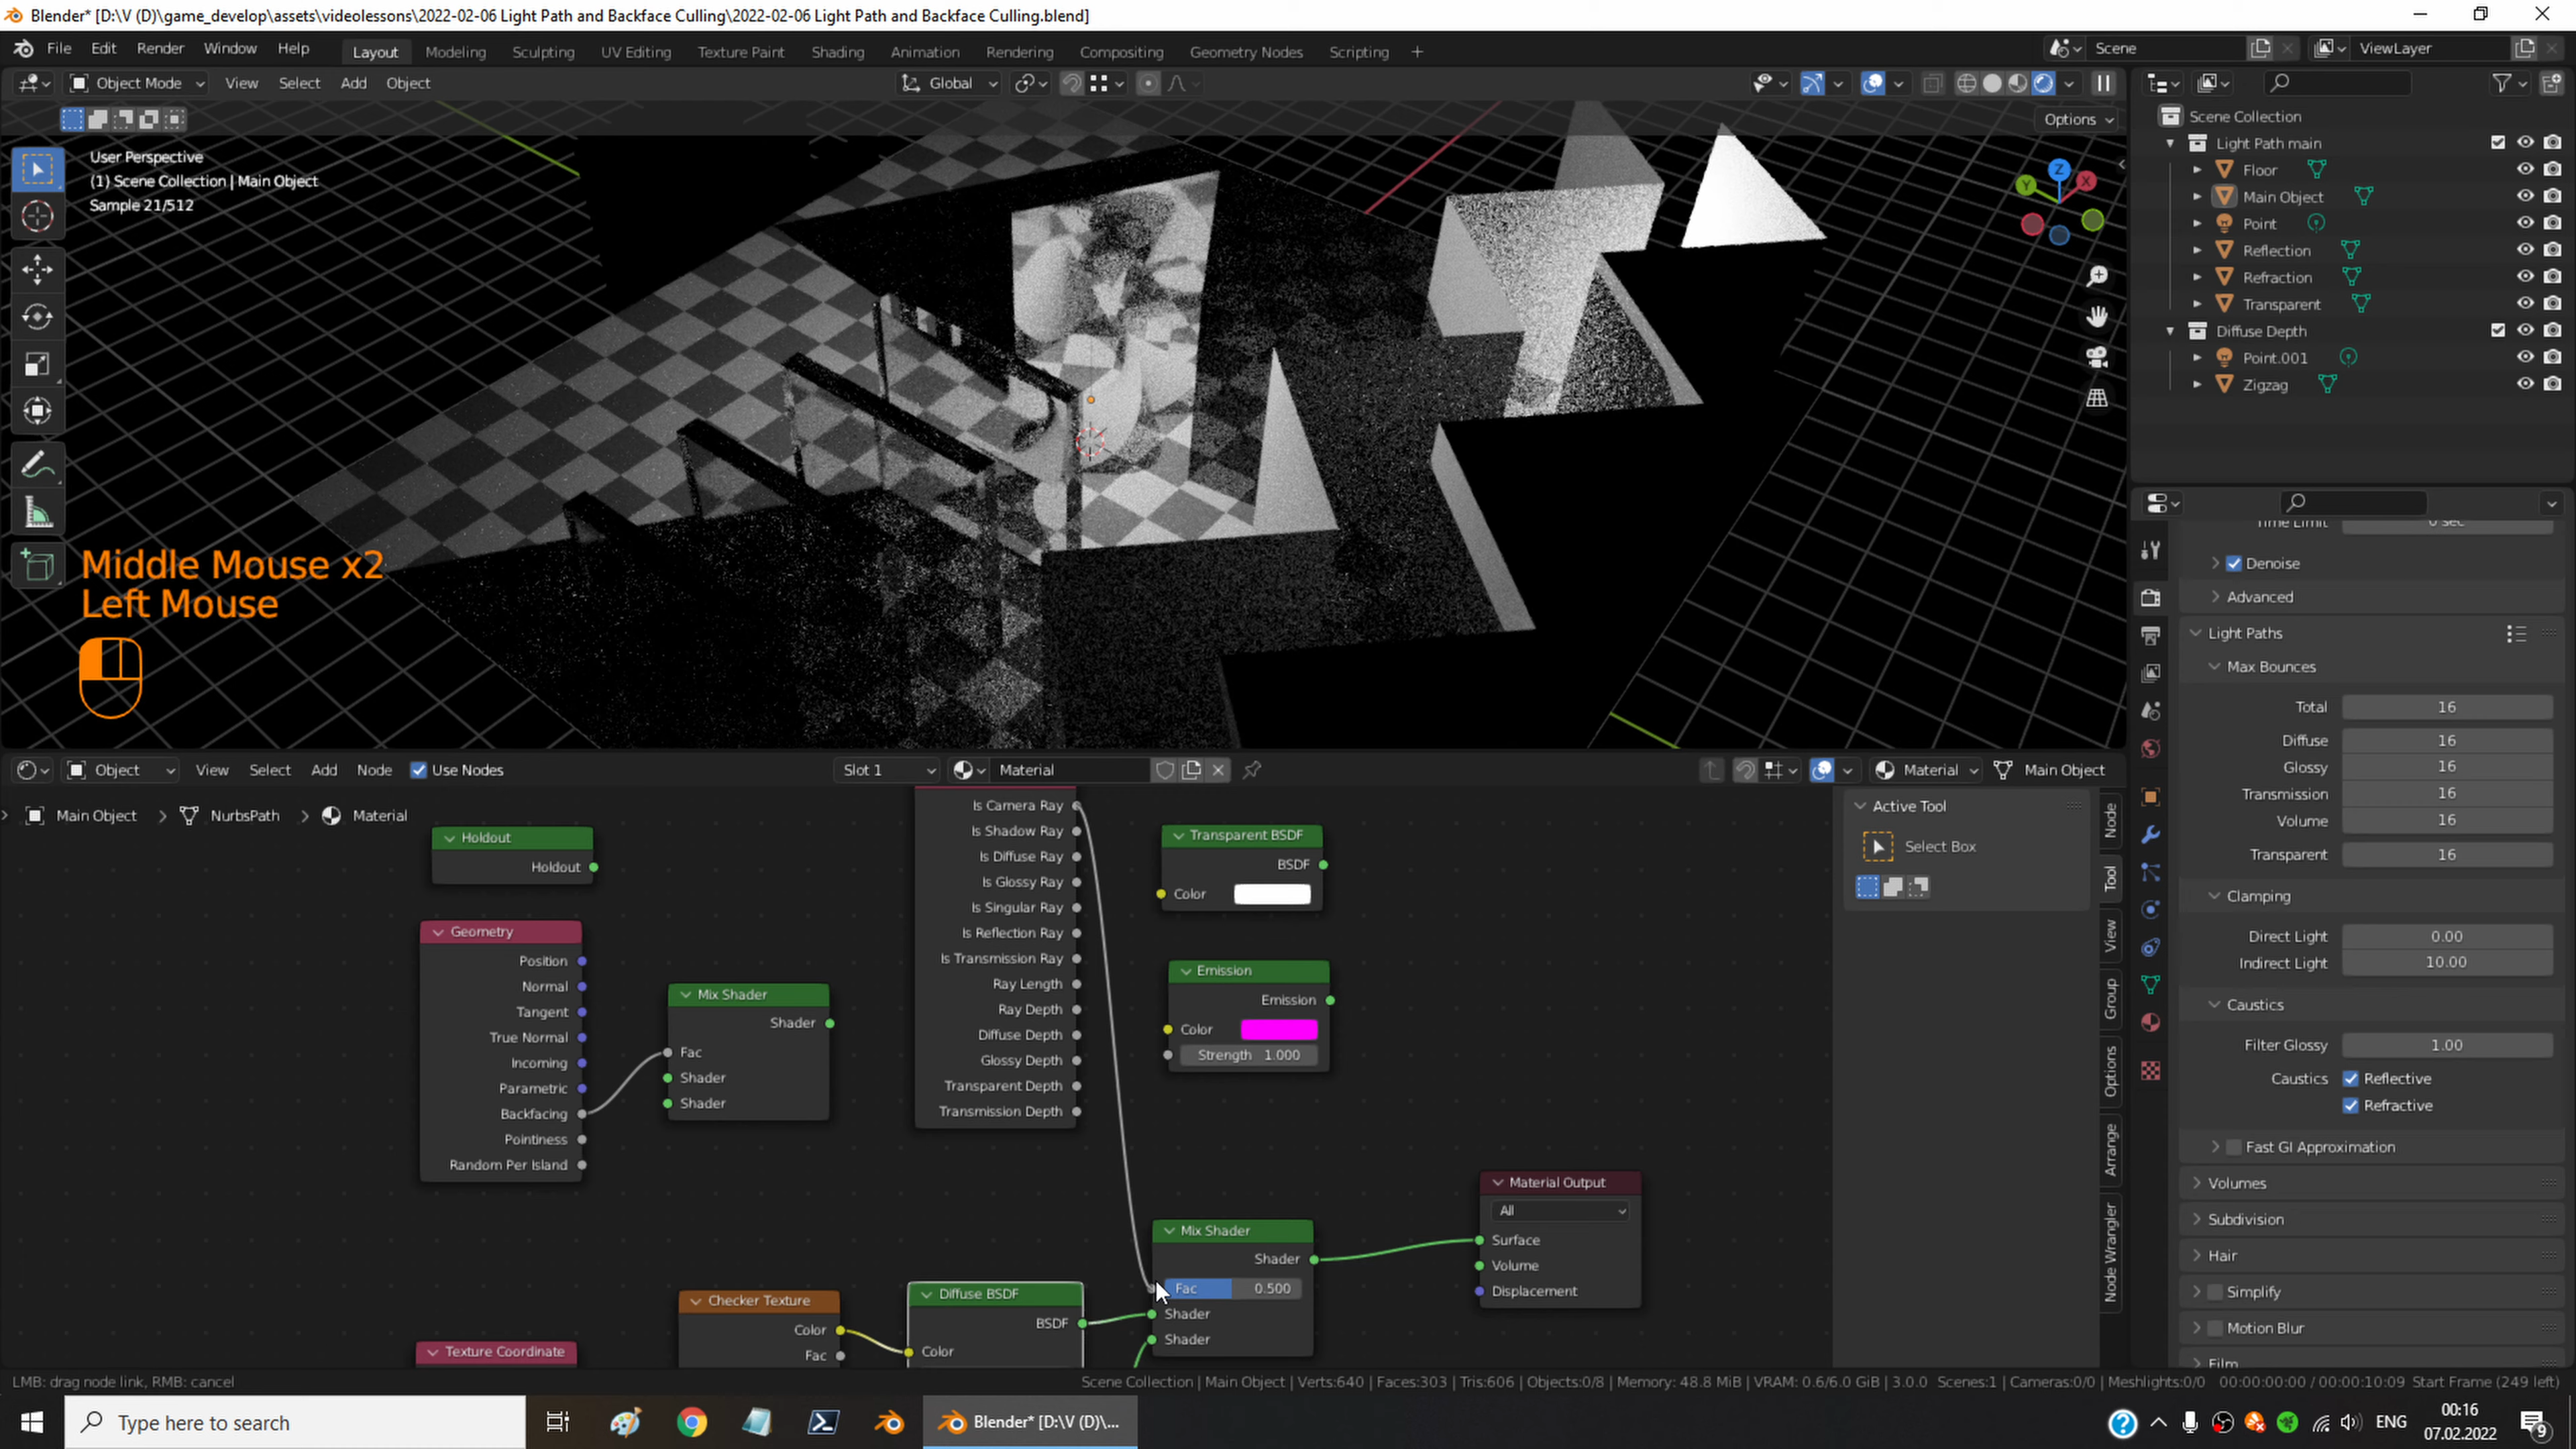 Blender* [D:\V (D)\game_develop\assets\videolessons\2022-02-06 Light Path and Backface Culling\2022-02-06 Light Path and Backface Culling.blend]
File Edit Render Window Help Layout Modeling Sculpting UV Editing Texture Paint Shading Animation Rendering Compositing Geometry Nodes Scripting + Scene ViewLayer
Object Mode View Select Add Object Global
Options
User Perspective
(1) Scene Collection | Main Object
Sample 21/512
Z
Y
X
Middle Mouse x2
Left Mouse
Scene Collection
Light Path main
Floor
Main Object
Point
Reflection
Refraction
Transparent
Diffuse Depth
Point.001
Zigzag
Time Limit 0 sec
Denoise
Advanced
Light Paths
Max Bounces
Total 16
Diffuse 16
Glossy 16
Transmission 16
Volume 16
Transparent 16
Clamping
Direct Light 0.00
Indirect Light 10.00
Caustics
Filter Glossy 1.00
Caustics Reflective
Refractive
Fast GI Approximation
Volumes
Subdivision
Hair
Simplify
Motion Blur
Film
Object View Select Add Node Use Nodes Slot 1 Material Material Main Object
Main Object > NurbsPath > Material
Holdout
Holdout
Geometry
Position
Normal
Tangent
True Normal
Incoming
Parametric
Backfacing
Pointiness
Random Per Island
Mix Shader
Shader
Fac
Shader
Shader
Is Camera Ray
Is Shadow Ray
Is Diffuse Ray
Is Glossy Ray
Is Singular Ray
Is Reflection Ray
Is Transmission Ray
Ray Length
Ray Depth
Diffuse Depth
Glossy Depth
Transparent Depth
Transmission Depth
Transparent BSDF
BSDF
Color
Emission
Emission
Color
Strength 1.000
Material Output
All
Surface
Volume
Displacement
Mix Shader
Shader
Fac 0.500
Shader
Shader
Diffuse BSDF
BSDF
Color
Checker Texture
Color
Fac
Texture Coordinate
Active Tool
Select Box
Node
Tool
View
Group
Options
Arrange
Node Wrangler
LMB: drag node link, RMB: cancel
Scene Collection | Main Object | Verts:640 | Faces:303 | Tris:606 | Objects:0/8 | Memory: 48.8 MiB | VRAM: 0.6/6.0 GiB | 3.0.0 Scenes:1 | Cameras:0/0 | Meshlights:0/0 00:00:00:00 / 00:00:10:09 Start Frame (249 left)
Type here to search
Blender* [D:\V (D)\...
ENG
00:16
07.02.2022
9